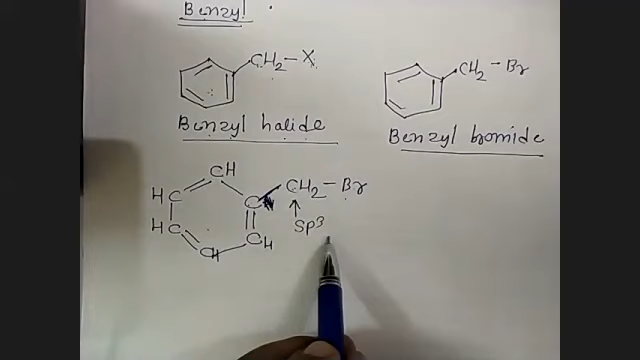 Benzyl.
CH2-X
CH2-Br
Benzyl halide
Benzyl bromide
CH
HC
C
CH2-Br
HC
CH
CH
Sp3